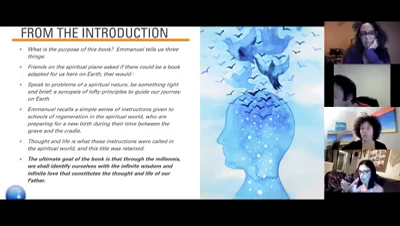 FROM THE INTRODUCTION
• What is the purpose of this book? Emmanuel tells us three
things:
• Friends on the spiritual plane asked if there could be a book
adapted for us here on Earth, that would :
• Speak to problems of a spiritual nature, be something light and
brief; a synopsis of lofty principles to guide our journey
on Earth
• Emmanuel recalls a simple series of instructions given to
schools of regeneration in the spiritual world, who are
preparing for a new birth during their time between the
grave and the cradle.
• Thought and life is what these instructions were called in
the spiritual world, and this title was retained.
• The ultimate goal of the book is that through the millennia,
we shall identify ourselves with the infinite wisdom and
infinite love that constitutes the thought and life of our
Father.